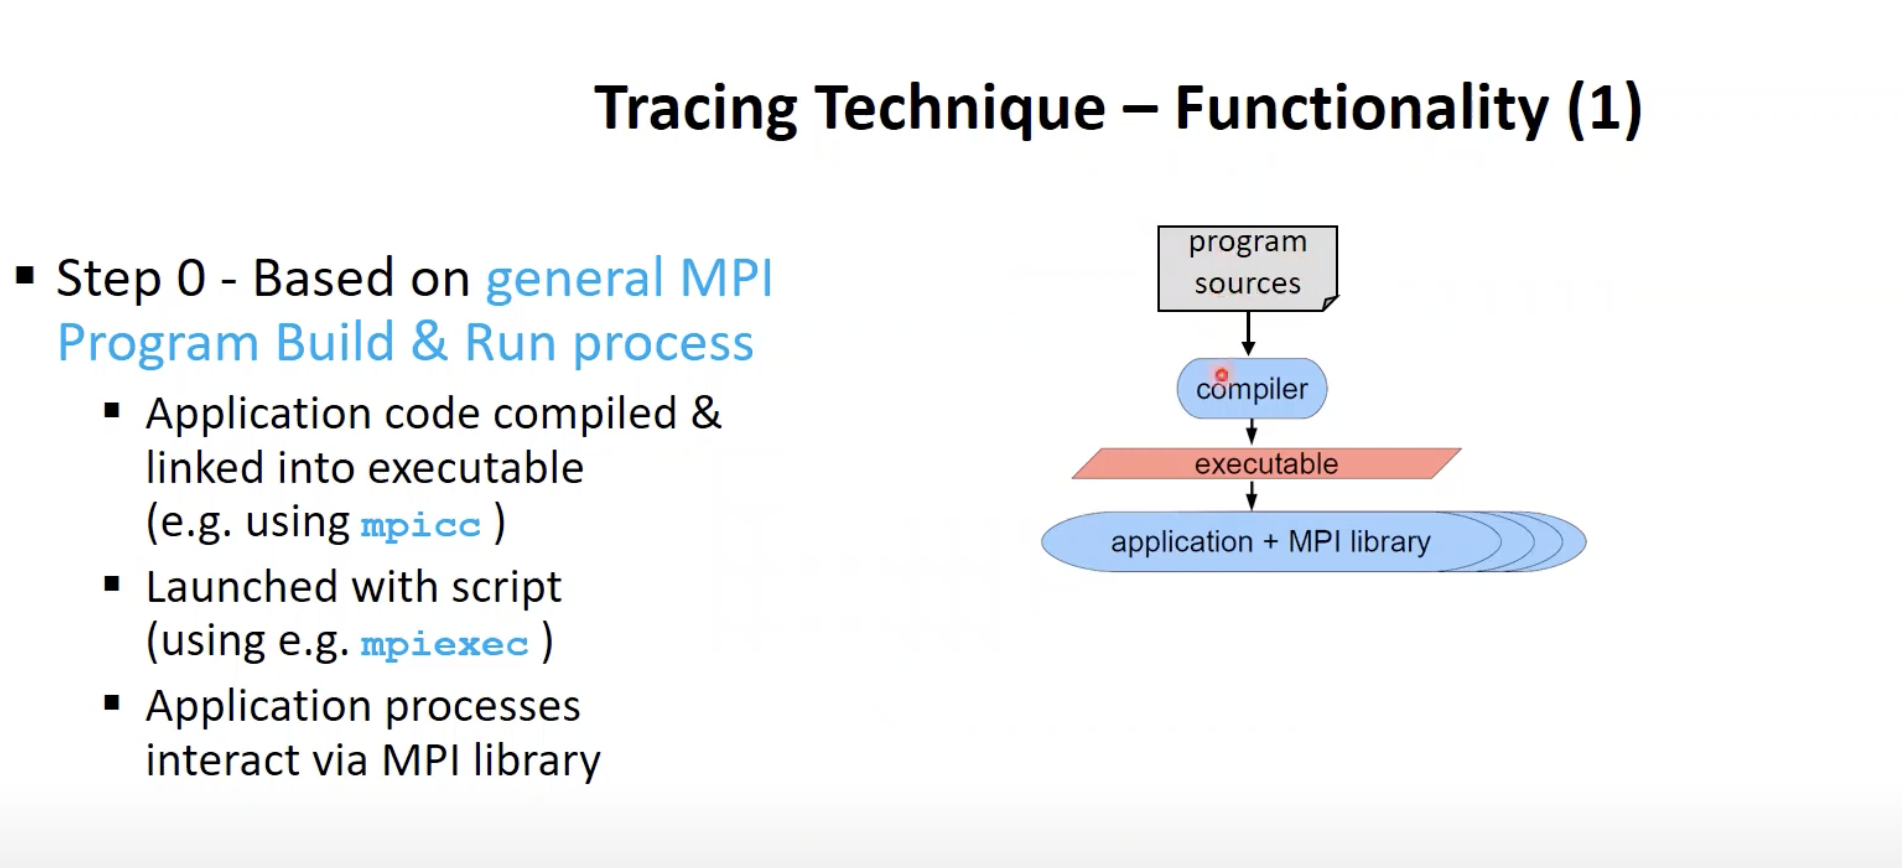 Tracing Technique – Functionality (1)
▪ Step 0 - Based on general MPI
Program Build & Run process
▪ Application code compiled &
linked into executable
(e.g. using mpicc )
▪ Launched with script
(using e.g. mpiexec )
▪ Application processes
interact via MPI library
program
sources
compiler
executable
application + MPI library